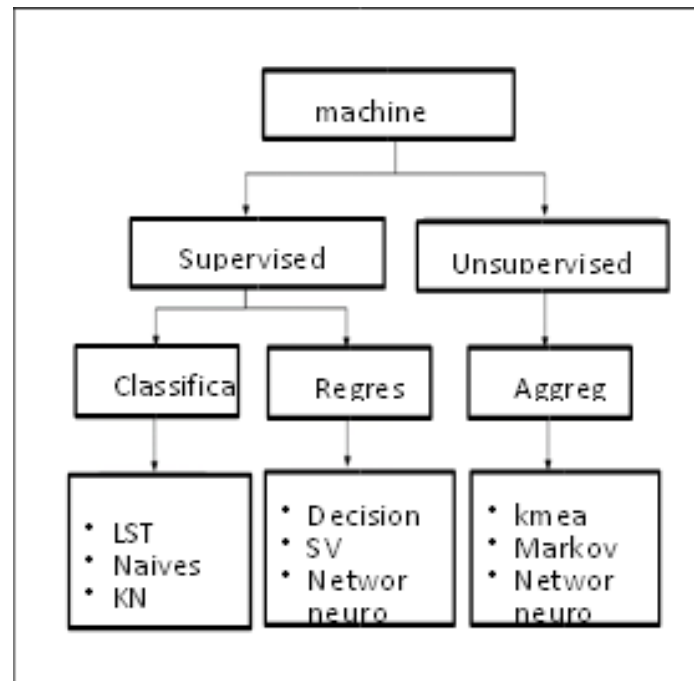 machine
Supervised
Unsupervised
Classifica
Regres
Aggreg
• LST
• Naives
• KN
• Decision
• SV
• Networ
neuro
• kmea
• Markov
• Networ
neuro